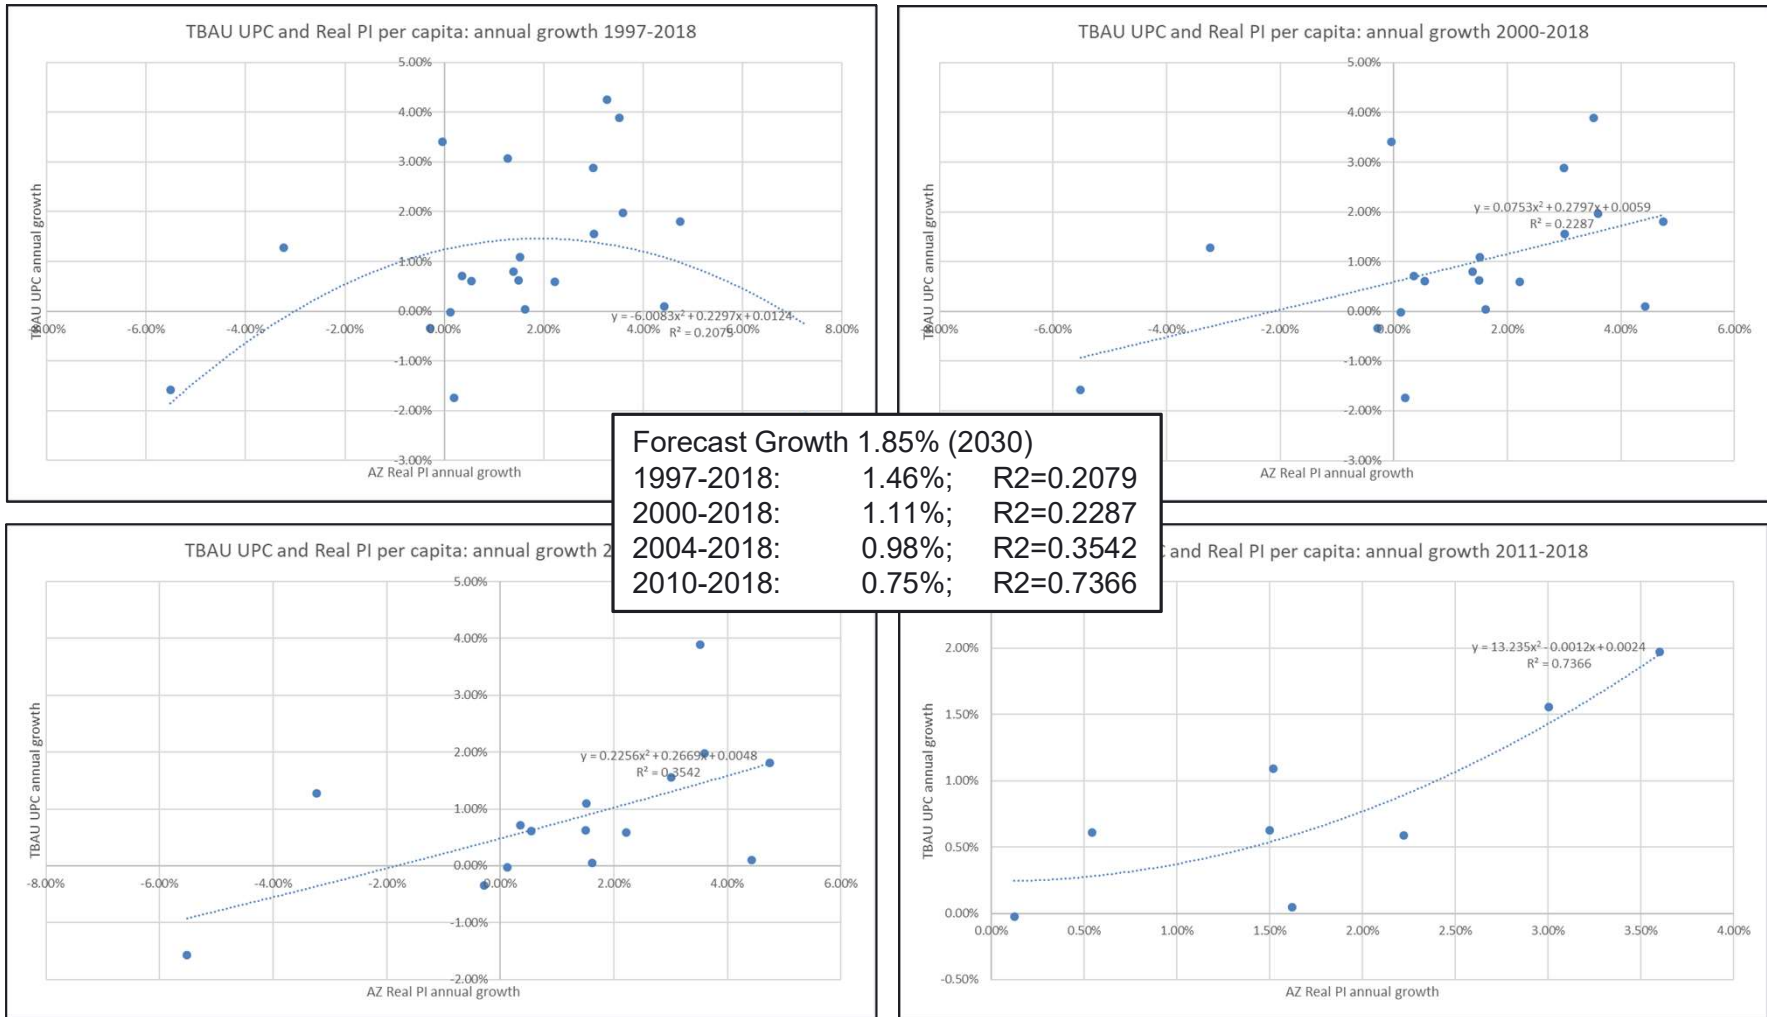 TBAU UPC and Real PI per capita: annual growth 1997-2018
5.00%
4.00%
3.00%
2.00%
1.00%
0.00%
-8.00% -6.00% -4.00% -2.00% 0.00% 2.00% 4.00% 6.00% 8.00%
-1.00%
-2.00%
-3.00%
TBAU UPC annual growth
AZ Real PI annual growth
y = -6.0083x² + 0.2297x + 0.0124
R² = 0.2079
TBAU UPC and Real PI per capita: annual growth 2000-2018
5.00%
4.00%
3.00%
2.00%
1.00%
0.00%
-8.00% -6.00% -4.00% -2.00% 0.00% 2.00% 4.00% 6.00%
-1.00%
-2.00%
-3.00%
TBAU UPC annual growth
AZ Real PI annual growth
y = 0.0753x² + 0.2797x + 0.0059
R² = 0.2287
Forecast Growth 1.85% (2030)
1997-2018: 1.46%; R2=0.2079
2000-2018: 1.11%; R2=0.2287
2004-2018: 0.98%; R2=0.3542
2010-2018: 0.75%; R2=0.7366
TBAU UPC and Real PI per capita: annual growth 2
5.00%
4.00%
3.00%
2.00%
1.00%
0.00%
-8.00% -6.00% -4.00% -2.00% 0.00% 2.00% 4.00% 6.00%
-1.00%
-2.00%
TBAU UPC annual growth
AZ Real PI annual growth
y = 0.2256x² + 0.2669x + 0.0048
R² = 0.3542
and Real PI per capita: annual growth 2011-2018
2.00%
1.50%
1.00%
0.50%
0.00%
0.00% 0.50% 1.00% 1.50% 2.00% 2.50% 3.00% 3.50% 4.00%
-0.50%
TBAU UPC annual growth
AZ Real PI annual growth
y = 13.235x² - 0.0012x + 0.0024
R² = 0.7366